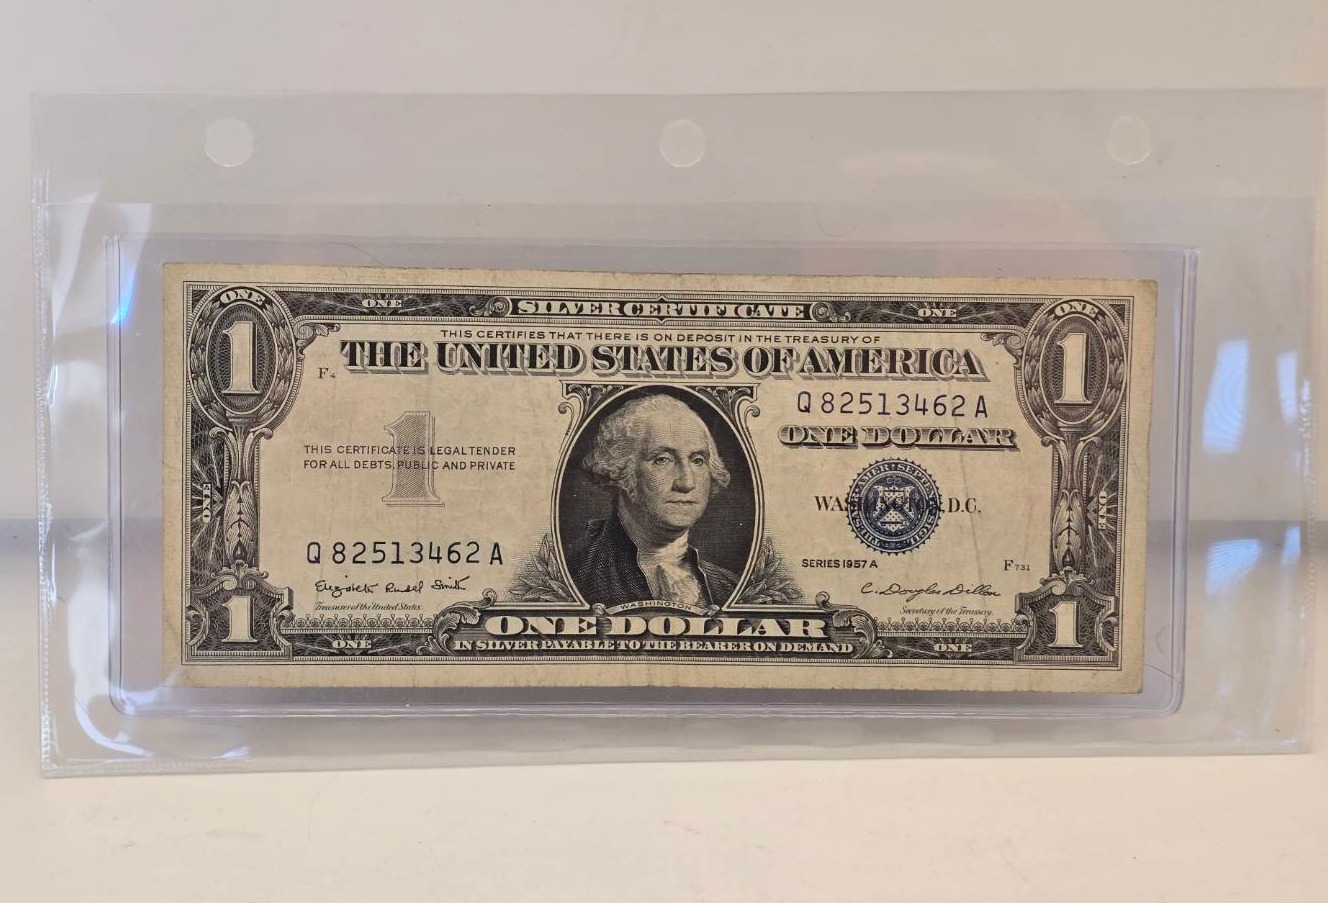 ONE ONE SILVER CERTIFICATE ONE ONE
1 1
THIS CERTIFIES THAT THERE IS ON DEPOSIT IN THE TREASURY OF
THE UNITED STATES OF AMERICA
F4
Q 82513462 A
ONE DOLLAR
1
THIS CERTIFICATE IS LEGAL TENDER
FOR ALL DEBTS, PUBLIC AND PRIVATE
WASHINGTON, D.C.
ONE ONE
Q 82513462 A
SERIES 1957 A
F 731
Elizabeth Rudel Smith
C. Douglas Dillon
Treasurer of the United States.
Secretary of the Treasury.
WASHINGTON
1 ONE DOLLAR 1
ONE IN SILVER PAYABLE TO THE BEARER ON DEMAND ONE